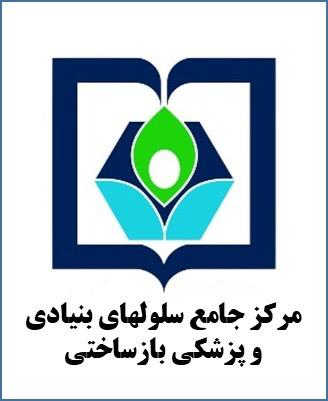 مرکز جامع سلولهای بنیادی
و پزشکی بازساختی